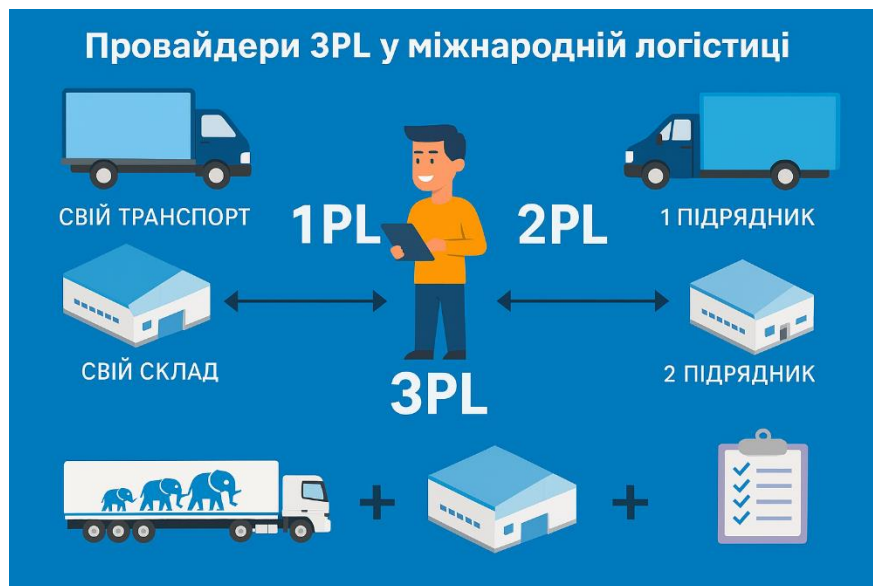 Провайдери 3PL у міжнародній логістиці
СВІЙ ТРАНСПОРТ
1PL
2PL
1 ПІДРЯДНИК
СВІЙ СКЛАД
2 ПІДРЯДНИК
3PL